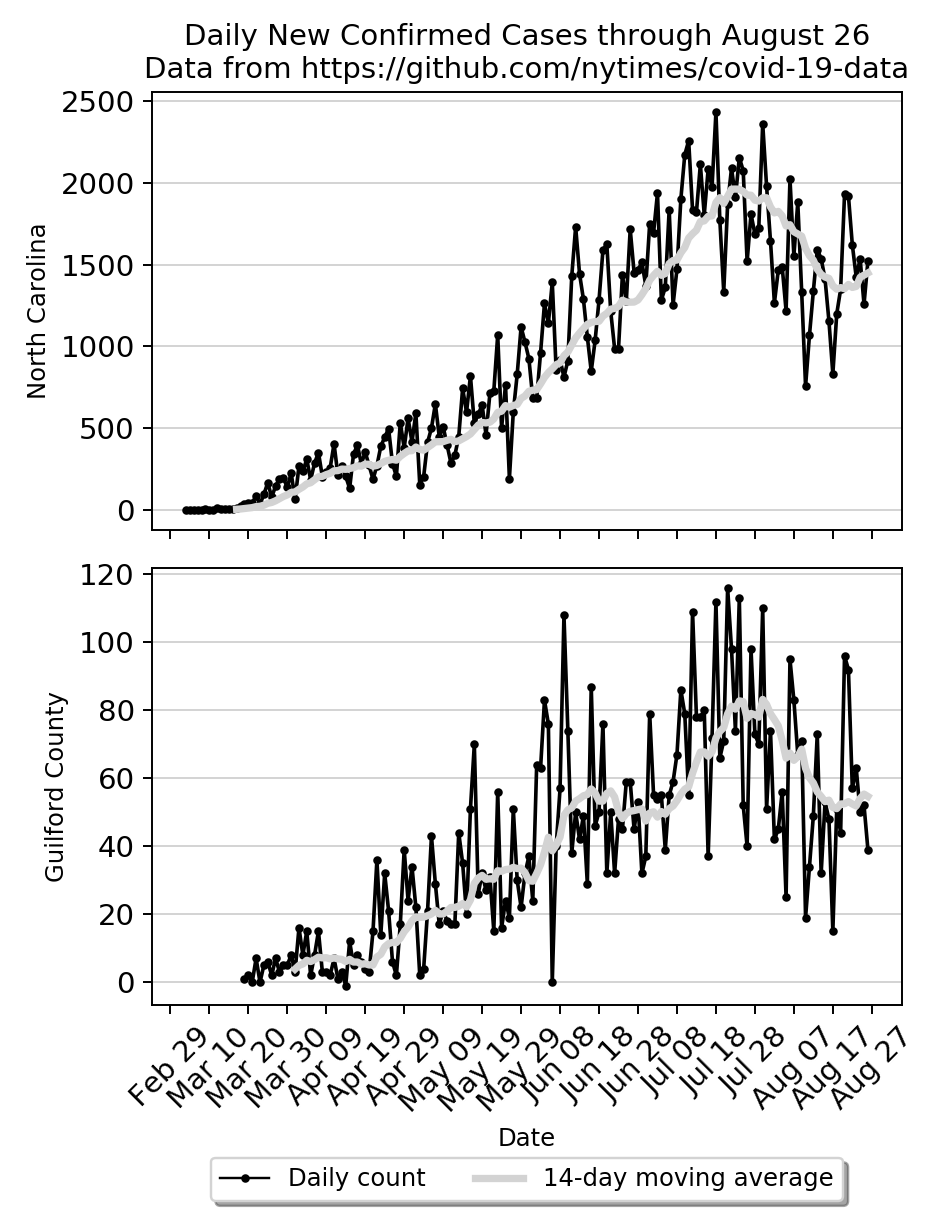 Daily New Confirmed Cases through August 26
Data from https://github.com/nytimes/covid-19-data
2500
2000
1500
1000
500
0
North Carolina
120
100
80
60
40
20
0
Guilford County
Feb 29
Mar 10
Mar 20
Mar 30
Apr 09
Apr 19
Apr 29
May 09
May 19
May 29
Jun 08
Jun 18
Jun 28
Jul 08
Jul 18
Jul 28
Aug 07
Aug 17
Aug 27
Date
Daily count
14-day moving average